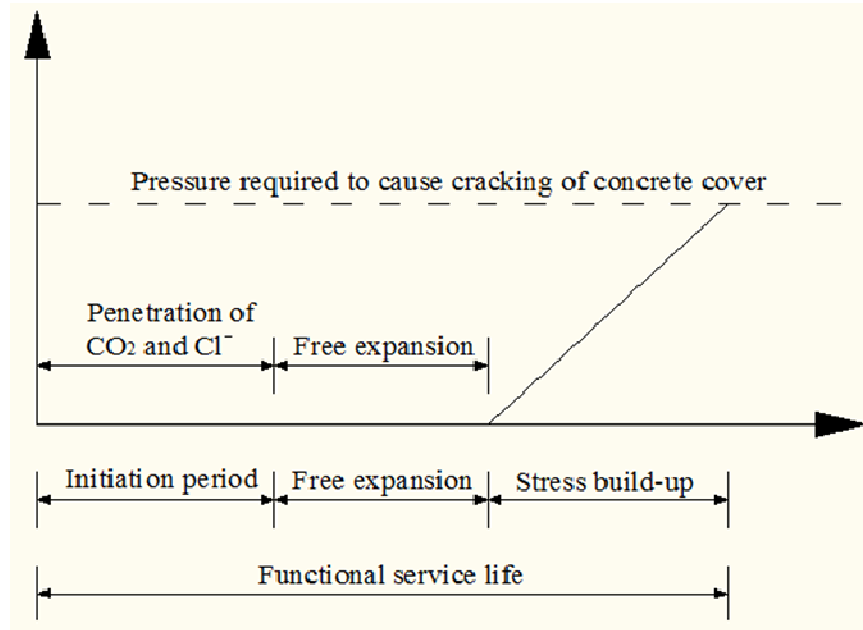 Pressure required to cause cracking of concrete cover
Penetration of
CO₂ and Cl⁻
Free expansion
Initiation period
Free expansion
Stress build-up
Functional service life